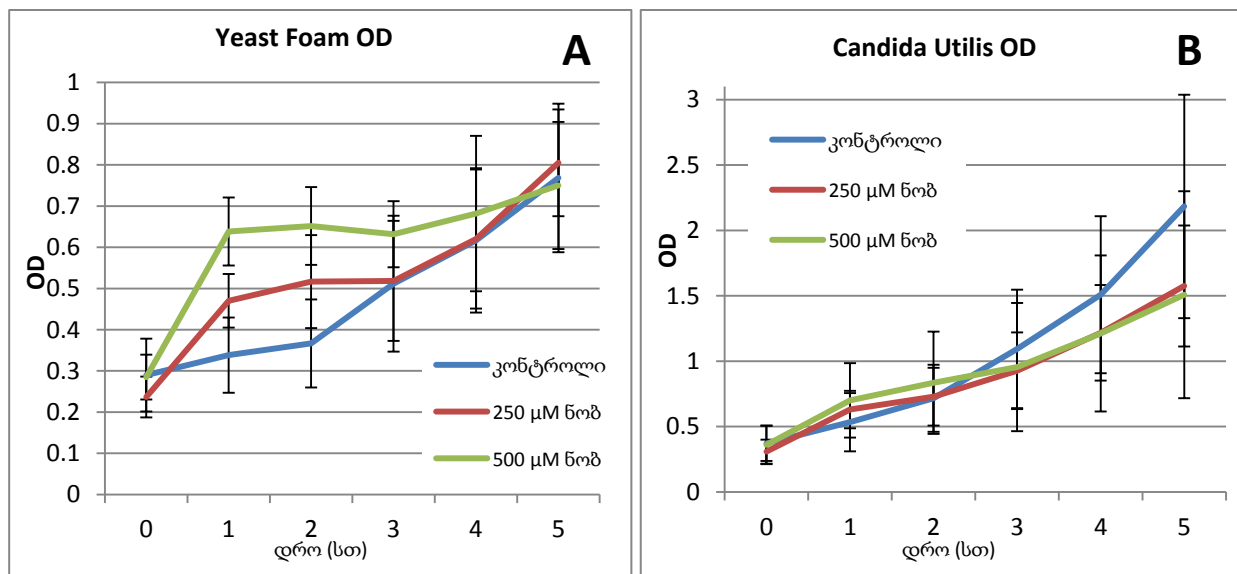 Yeast Foam OD
A
1
0.9
0.8
0.7
0.6
0.5
0.4
0.3
0.2
0.1
0
OD
კონტროლი
250 μM ნობ
500 μM ნობ
0 1 2 3 4 5
დრო (სთ)
Candida Utilis OD
B
3
2.5
2
1.5
1
0.5
0
OD
კონტროლი
250 μM ნობ
500 μM ნობ
0 1 2 3 4 5
დრო (სთ)